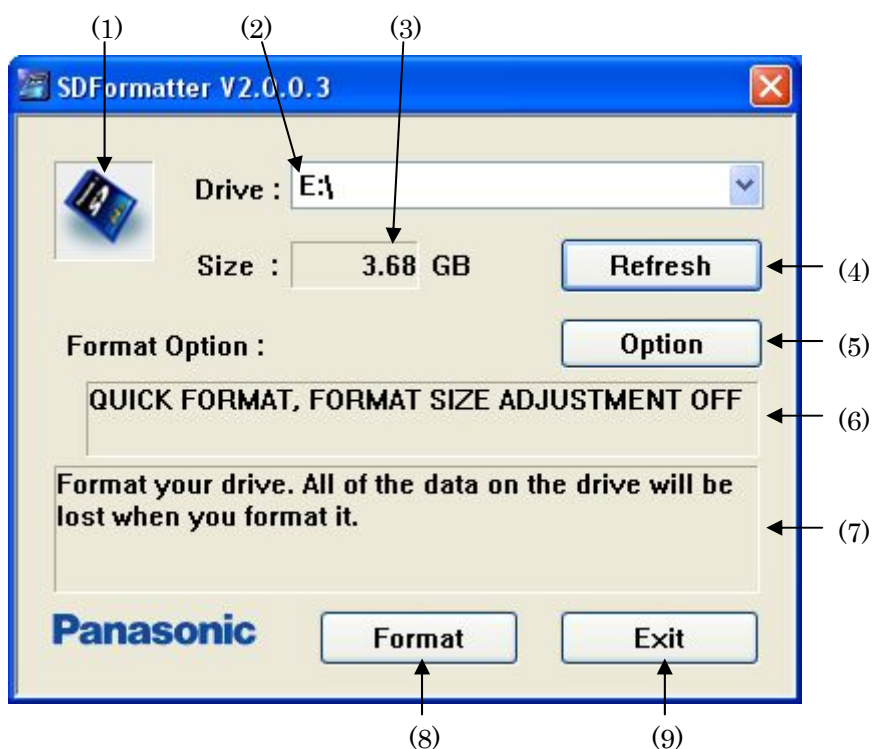 (1) (2) (3)
SDFormatter V2.0.0.3
Drive : E:\
Size : 3.68 GB Refresh (4)
Format Option : Option (5)
QUICK FORMAT, FORMAT SIZE ADJUSTMENT OFF (6)
Format your drive. All of the data on the drive will be
lost when you format it.
(7)
Panasonic Format Exit
(8) (9)